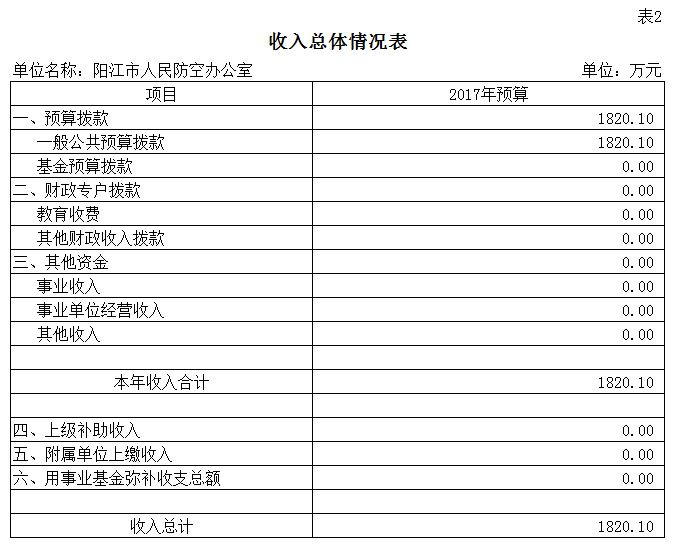 表2
收入总体情况表
单位名称：阳江市人民防空办公室 单位：万元
项目 2017年预算
一、预算拨款 1820.10
一般公共预算拨款 1820.10
基金预算拨款 0.00
二、财政专户拨款 0.00
教育收费 0.00
其他财政收入拨款 0.00
三、其他资金 0.00
事业收入 0.00
事业单位经营收入 0.00
其他收入 0.00
本年收入合计 1820.10
四、上级补助收入 0.00
五、附属单位上缴收入 0.00
六、用事业基金弥补收支总额 0.00
收入总计 1820.10